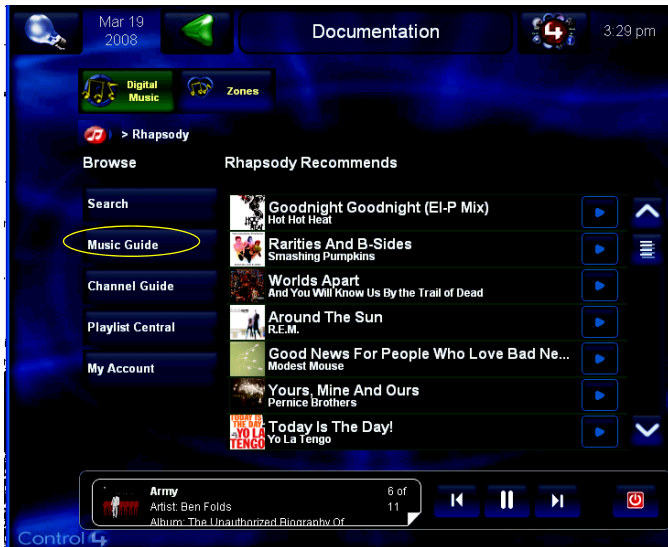 Mar 19
2008
Documentation
4
3:29 pm
Digital
Music
Zones
> Rhapsody
Browse
Rhapsody Recommends
Search
Music Guide
Channel Guide
Playlist Central
My Account
Goodnight Goodnight (El-P Mix)
Hot Hot Heat
Rarities And B-Sides
Smashing Pumpkins
Worlds Apart
And You Will Know Us By the Trail of Dead
Around The Sun
R.E.M.
Good News For People Who Love Bad Ne...
Modest Mouse
Yours, Mine And Ours
Pernice Brothers
TODAY IS
THE DAY
YO LA
TENGO
Today Is The Day!
Yo La Tengo
Army
6 of
Artist: Ben Folds
11
Album: The Unauthorized Biography Of
Control 4